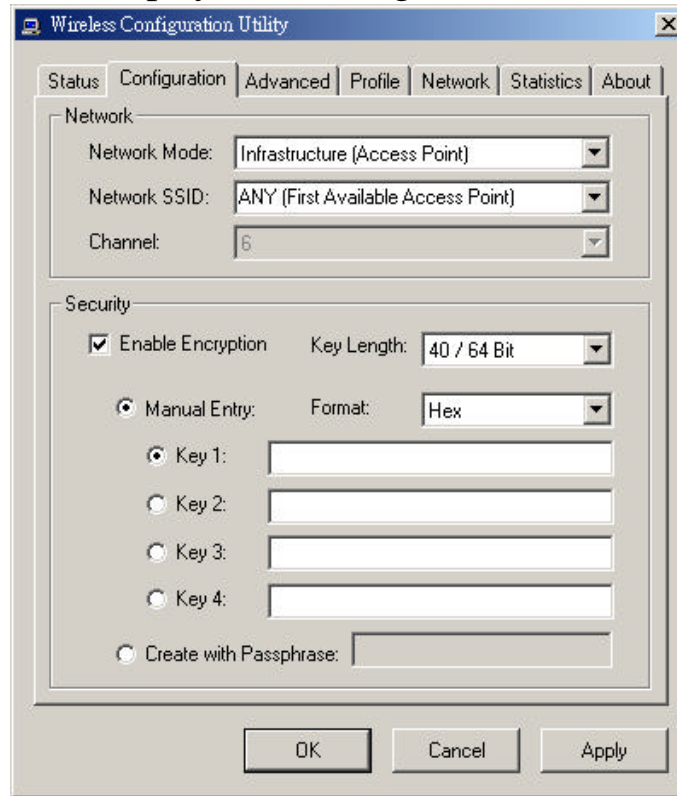 Wireless Configuration Utility
Status Configuration Advanced Profile Network Statistics About
Network
Network Mode: Infrastructure (Access Point)
Network SSID: ANY (First Available Access Point)
Channel: 6
Security
Enable Encryption Key Length: 40 / 64 Bit
Manual Entry: Format: Hex
Key 1:
Key 2:
Key 3:
Key 4:
Create with Passphrase:
OK Cancel Apply